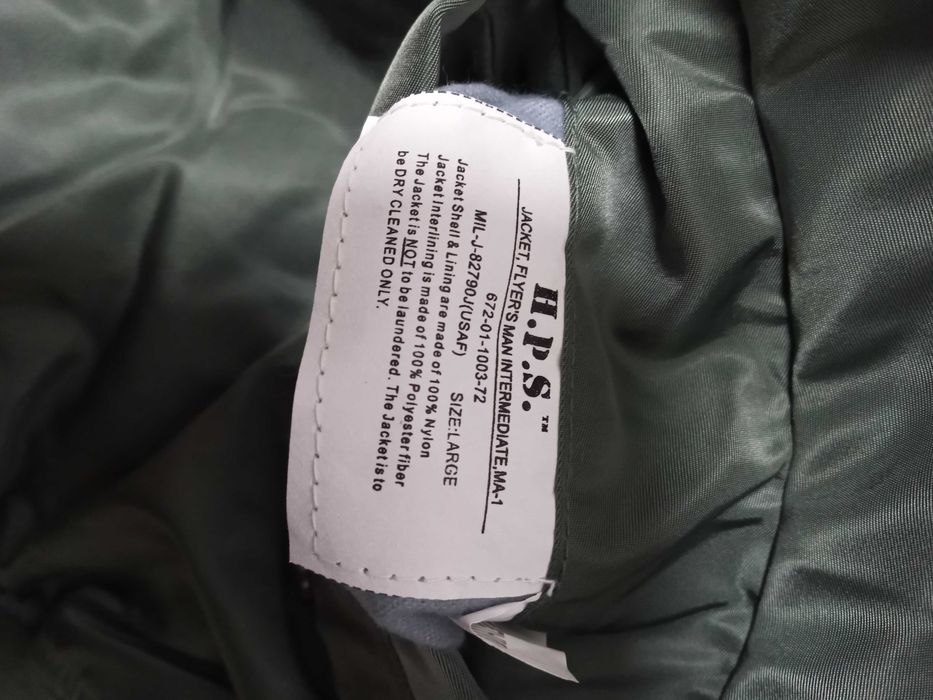 H.P.S.™
JACKET, FLYER'S MAN INTERMEDIATE, MA-1
672-01-1003-72
MIL-J-82790J(USAF) SIZE:LARGE
Jacket Shell & Lining are made of 100% Nylon
Jacket Interlining is made of 100% Polyester fiber
The Jacket is NOT to be laundered. The Jacket is to
be DRY CLEANED ONLY.